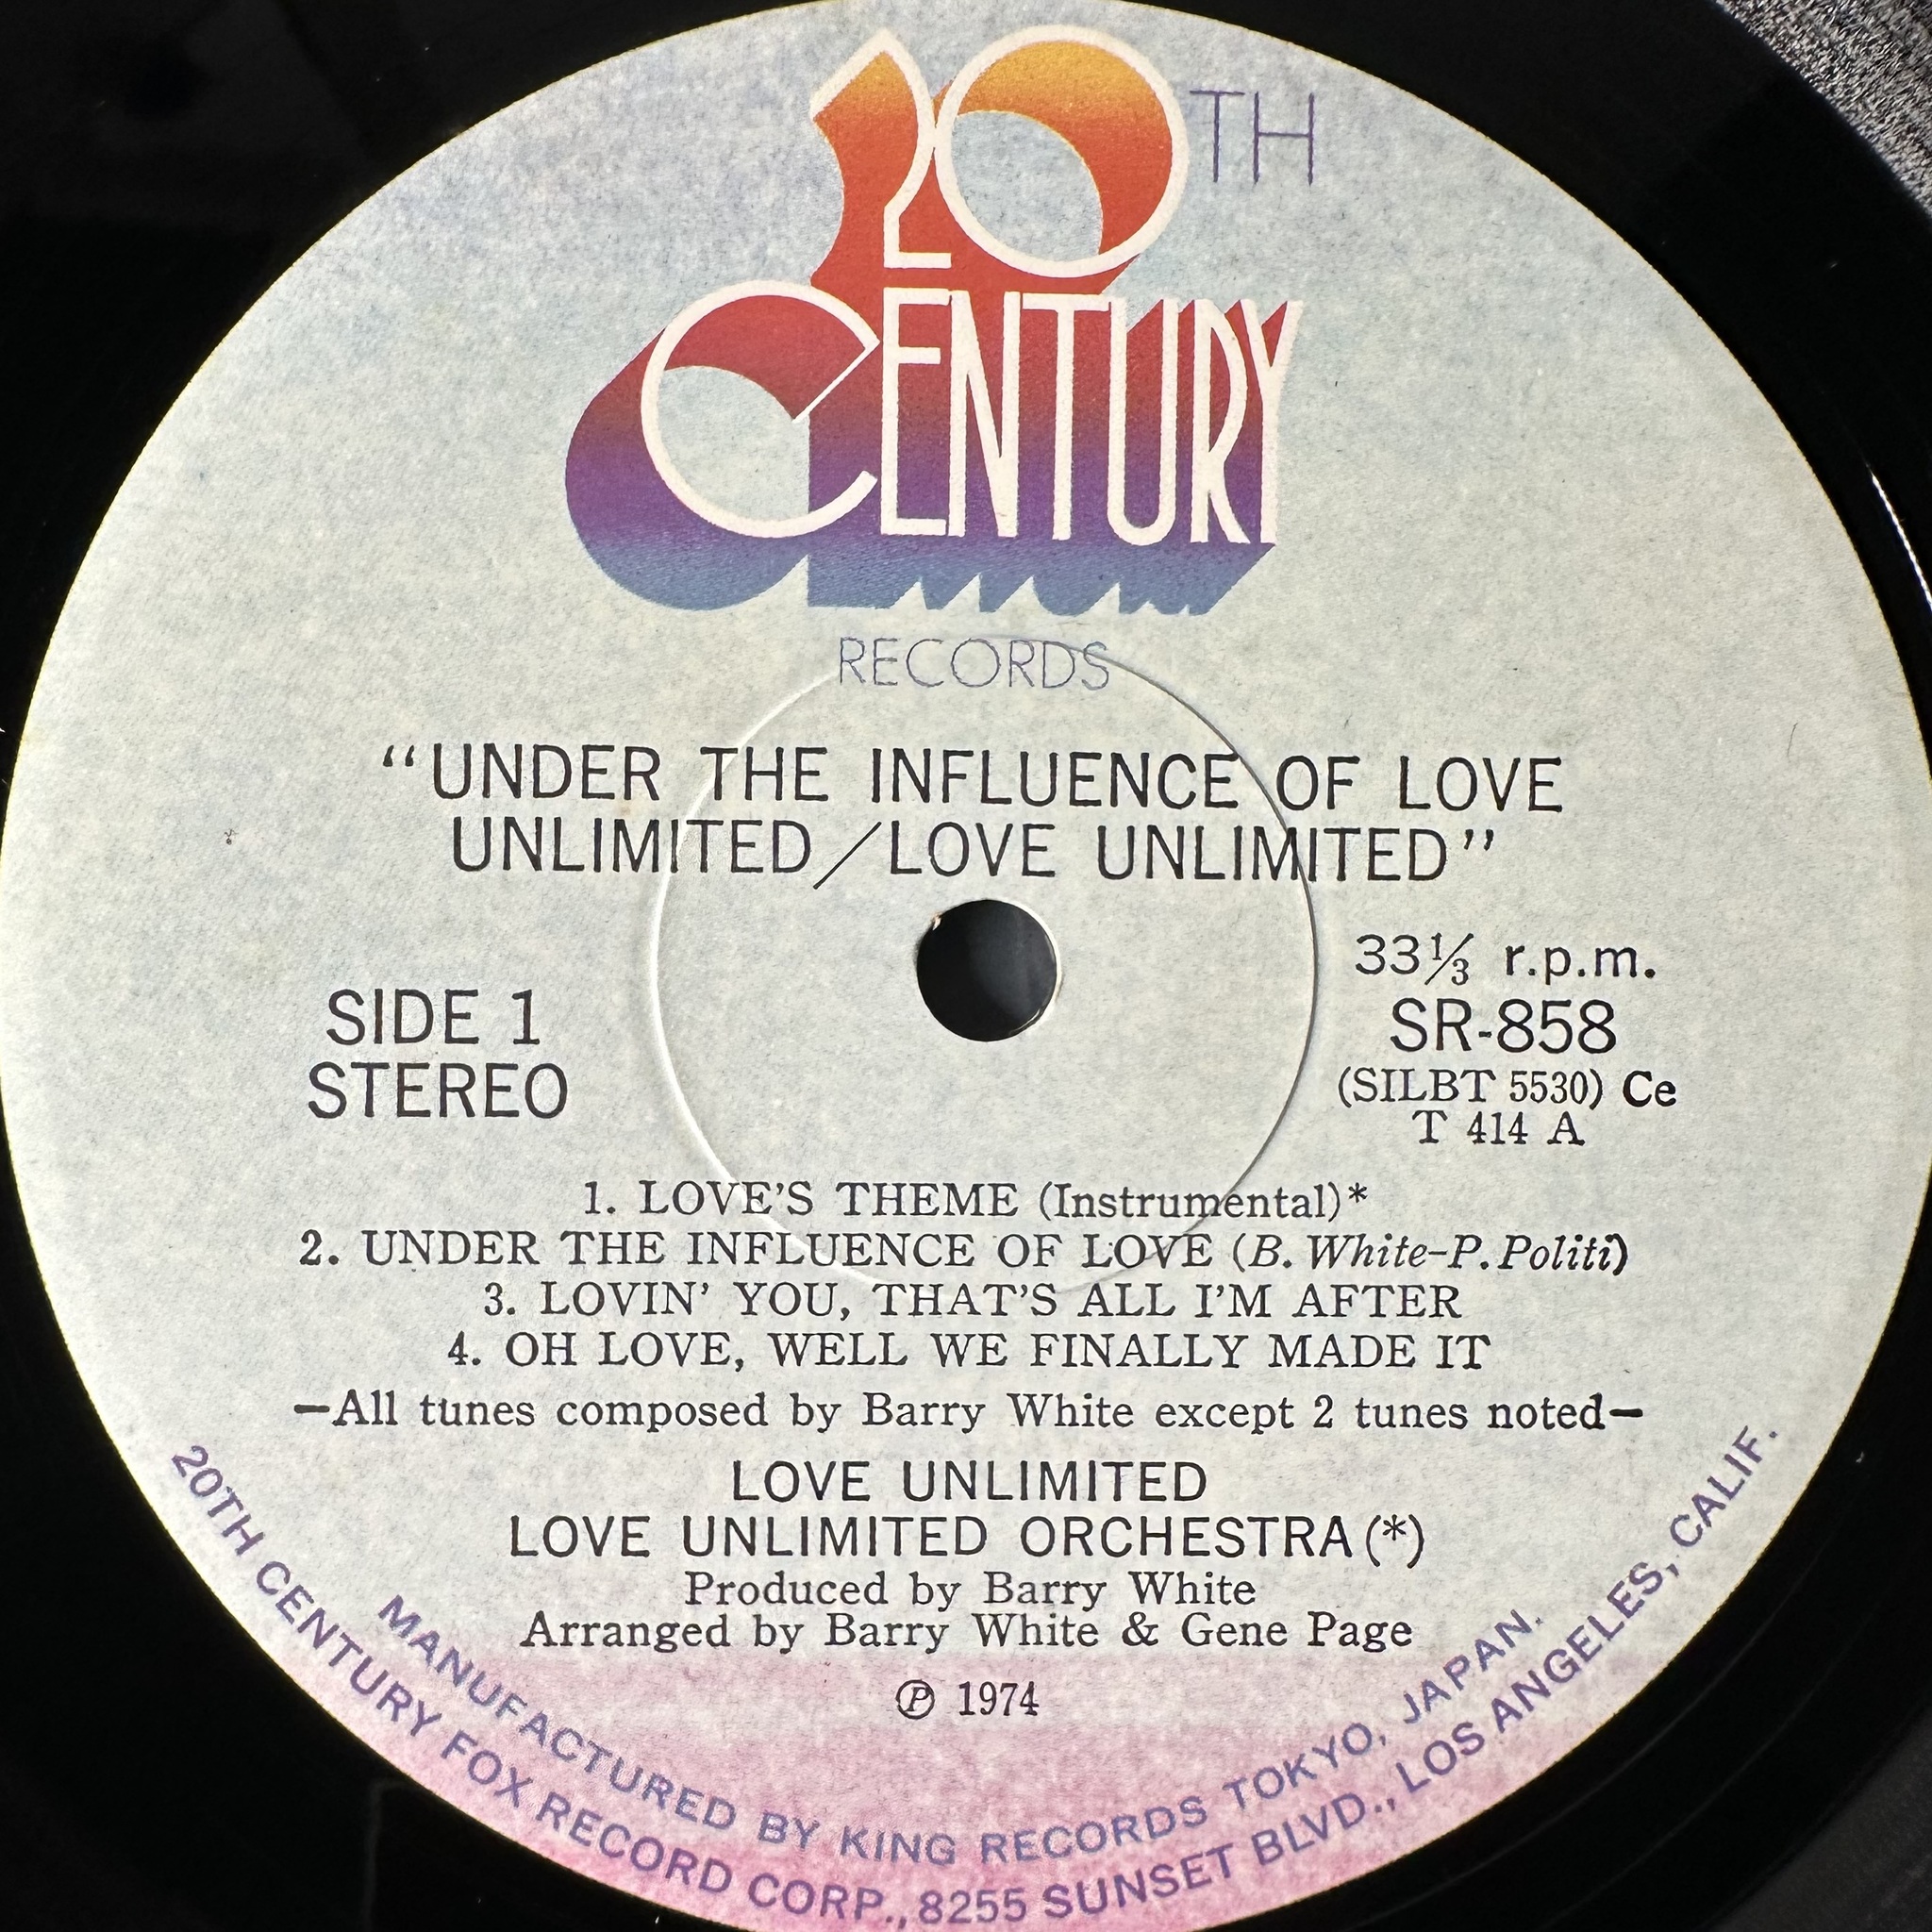 20TH
CENTURY
RECORDS
“UNDER THE INFLUENCE OF LOVE
UNLIMITED/LOVE UNLIMITED”
33⅓ r.p.m.
SIDE 1
SR-858
STEREO
(SILBT 5530) Ce
T 414 A
1. LOVE'S THEME (Instrumental)*
2. UNDER THE INFLUENCE OF LOVE (B. White-P. Politi)
3. LOVIN' YOU, THAT'S ALL I'M AFTER
4. OH LOVE, WELL WE FINALLY MADE IT
—All tunes composed by Barry White except 2 tunes noted—
LOVE UNLIMITED
LOVE UNLIMITED ORCHESTRA(*)
Produced by Barry White
Arranged by Barry White & Gene Page
℗ 1974
MANUFACTURED BY KING RECORDS TOKYO, JAPAN.
20TH CENTURY FOX RECORD CORP., 8255 SUNSET BLVD., LOS ANGELES, CALIF.